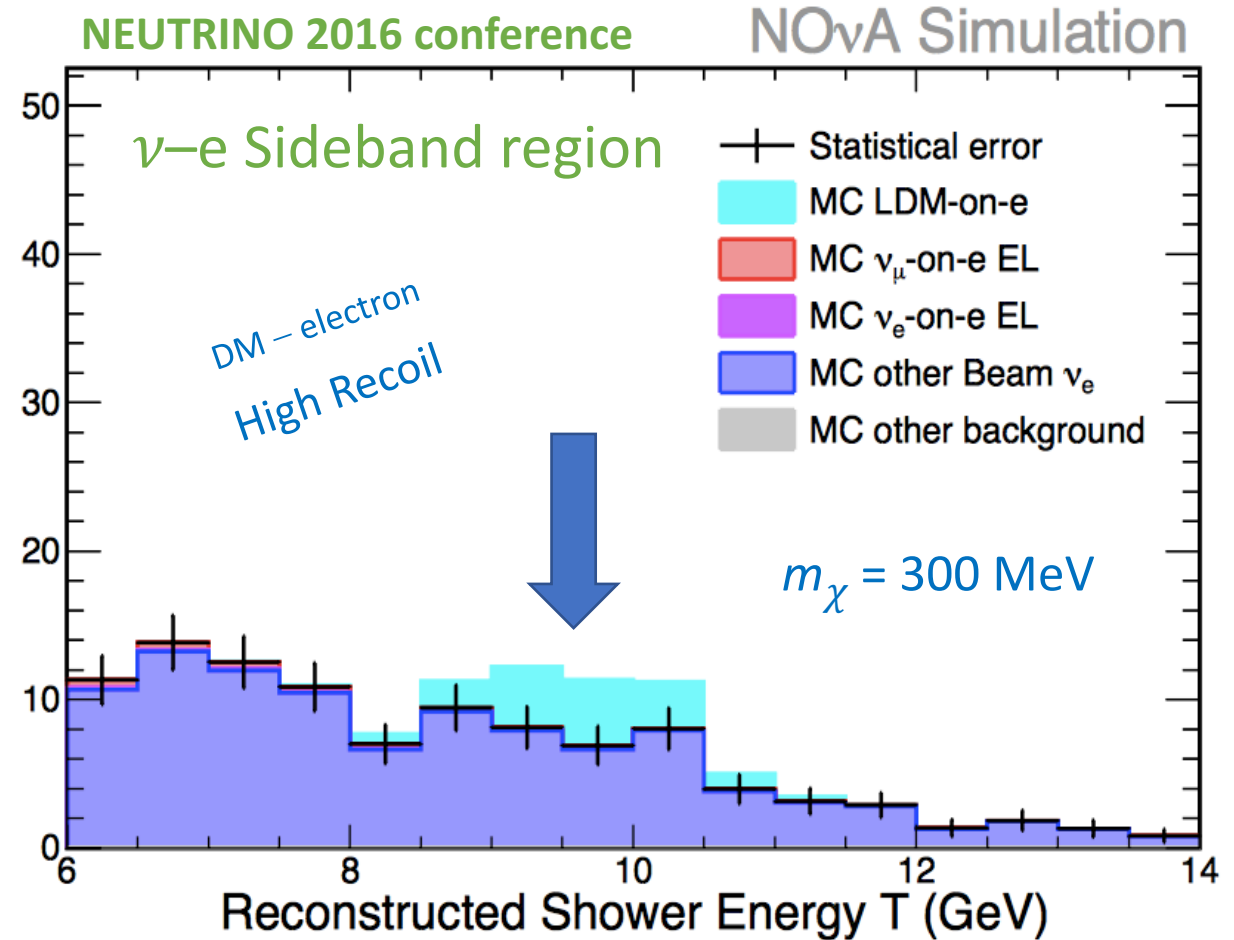 NEUTRINO 2016 conference
NOνA Simulation
ν–e Sideband region
Statistical error
MC LDM-on-e
MC νμ-on-e EL
MC νe-on-e EL
MC other Beam νe
MC other background
DM – electron
High Recoil
mχ = 300 MeV
50
40
30
20
10
0
6 8 10 12 14
Reconstructed Shower Energy T (GeV)